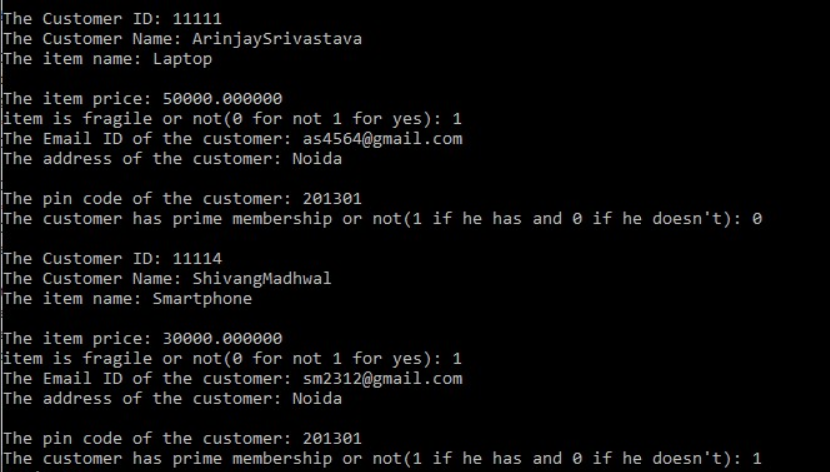 The Customer ID: 11111
The Customer Name: ArinjaySrivastava
The item name: Laptop
The item price: 50000.000000
item is fragile or not(0 for not 1 for yes): 1
The Email ID of the customer: as4564@gmail.com
The address of the customer: Noida
The pin code of the customer: 201301
The customer has prime membership or not(1 if he has and 0 if he doesn't): 0
The Customer ID: 11114
The Customer Name: ShivangMadhwal
The item name: Smartphone
The item price: 30000.000000
item is fragile or not(0 for not 1 for yes): 1
The Email ID of the customer: sm2312@gmail.com
The address of the customer: Noida
The pin code of the customer: 201301
The customer has prime membership or not(1 if he has and 0 if he doesn't): 1